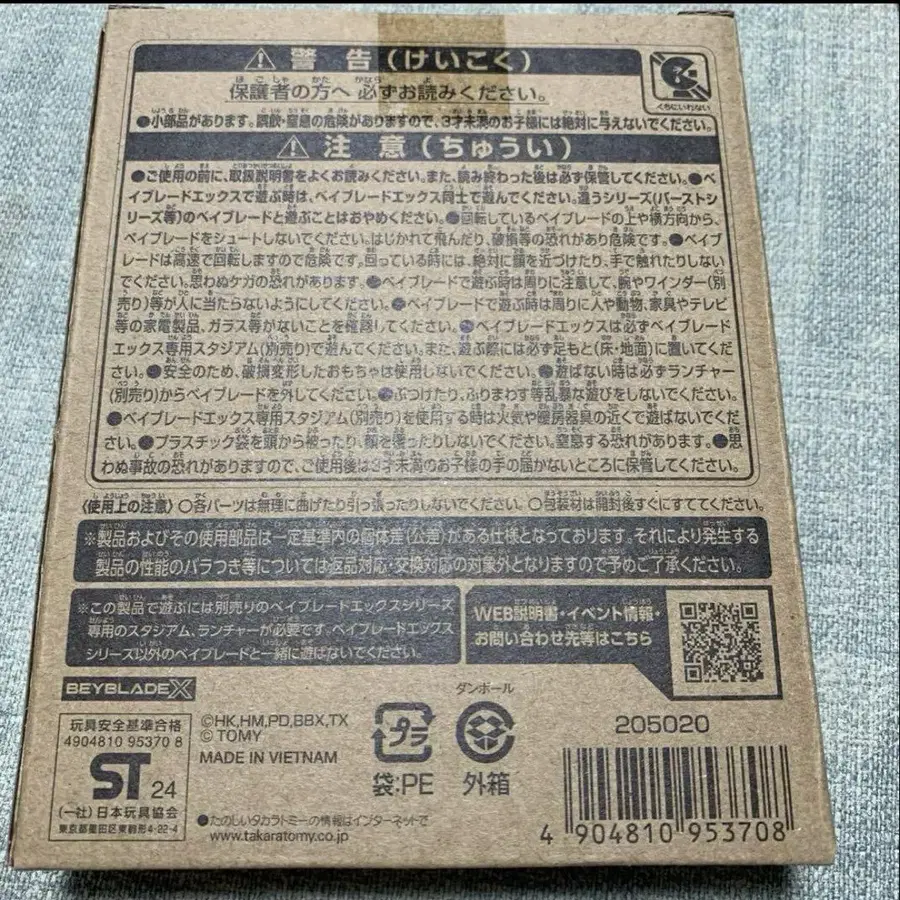 ⚠ 警告(けいこく)
保護者の方へ 必ずお読みください。
●小部品があります。誤飲・窒息の危険がありますので、3才未満のお子様には絶対に与えないでください。
くちにいれない
⚠ 注意(ちゅうい)
●ご使用の前に、取扱説明書をよくお読みください。また、読み終わった後は必ず保管してください。●ベ
イブレードエックスで遊ぶ時は、ベイブレードエックス同士で遊んでください。違うシリーズ(バーストシ
リーズ等)のベイブレードと遊ぶことはおやめください。●回転しているベイブレードの上や横方向から、
ベイブレードをシュートしないでください。はじかれて飛んだり、破損等の恐れがあり危険です。●ベイブ
レードは高速で回転しますので危険です。回っている時には、絶対に顔を近づけたり、手で触れたりしない
でください。思わぬケガの恐れがあります。●ベイブレードで遊ぶ時は周りに注意して、腕やワインダー(別
売り)等が人に当たらないようにしてください。●ベイブレードで遊ぶ時は周りに人や動物、家具やテレビ
等の家電製品、ガラス等がないことを確認してください。●ベイブレードエックスは必ずベイブレード
エックス専用スタジアム(別売り)で遊んでください。また、遊ぶ際には必ず足もと(床・地面)に置いてくだ
さい。●安全のため、破損変形したおもちゃは使用しないでください。●遊ばない時は必ずランチャー
(別売り)からベイブレードを外してください。●ぶつけたり、ふりまわす等乱暴な遊びをしないでください。
●ベイブレードエックス専用スタジアム(別売り)を使用する時は火気や暖房器具の近くで遊ばないでくだ
さい。●プラスチック袋を頭から被ったり、顔を覆ったりしないでください。窒息する恐れがあります。●思
わぬ事故の恐れがありますので、ご使用後は3才未満のお子様の手の届かないところに保管してください。
〈使用上の注意〉○各パーツは無理に曲げたり引っ張ったりしないでください。○包装材は開封後すぐにすててください。
※製品およびその使用部品は一定基準内の個体差(公差)がある仕様となっております。それにより発生する
製品の性能のバラつき等については返品対応・交換対応の対象外となりますので予めご了承ください。
※この製品で遊ぶには別売りのベイブレードエックスシリーズ
専用のスタジアム、ランチャーが必要です。ベイブレードエックス
シリーズ以外のベイブレードと一緒に遊ばないでください。
WEB説明書・イベント情報・
お問い合わせ先等はこちら
BEYBLADE X
玩具安全基準合格
4904810 95370 8
ST 24
(一社)日本玩具協会
東京都墨田区東駒形4-22-4
©HK,HM,PD,BBX,TX
© TOMY
MADE IN VIETNAM
●たのしいタカラトミーの情報はインターネットで
www.takaratomy.co.jp
プラ
袋:PE
ダンボール
外箱
205020
4 904810 953708